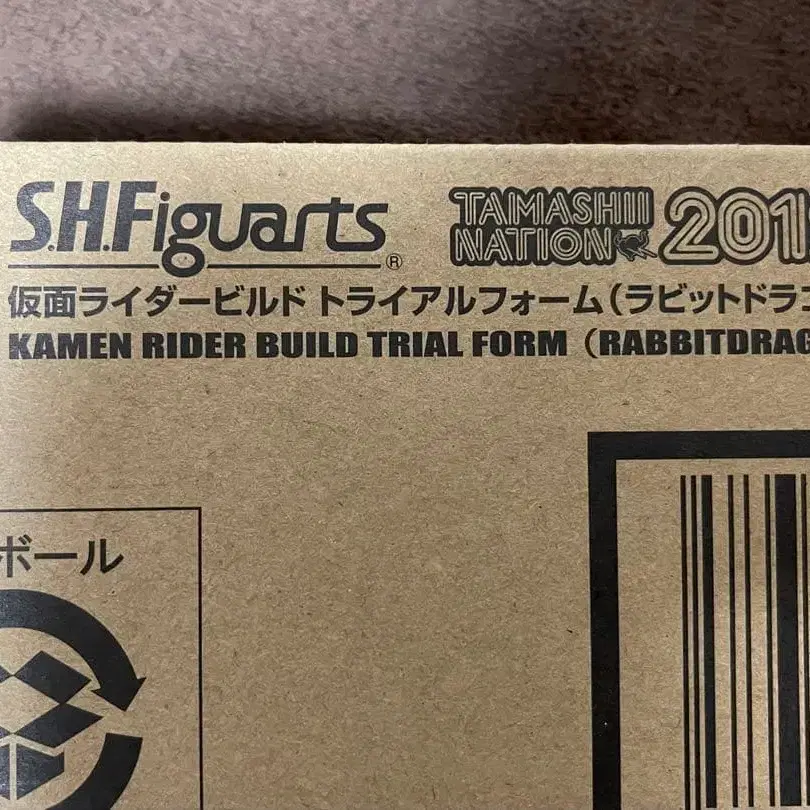 S.H.Figuarts®
TAMASHII
NATION 201
仮面ライダービルド トライアルフォーム(ラビットドラ
KAMEN RIDER BUILD TRIAL FORM (RABBITDRAG
ボール